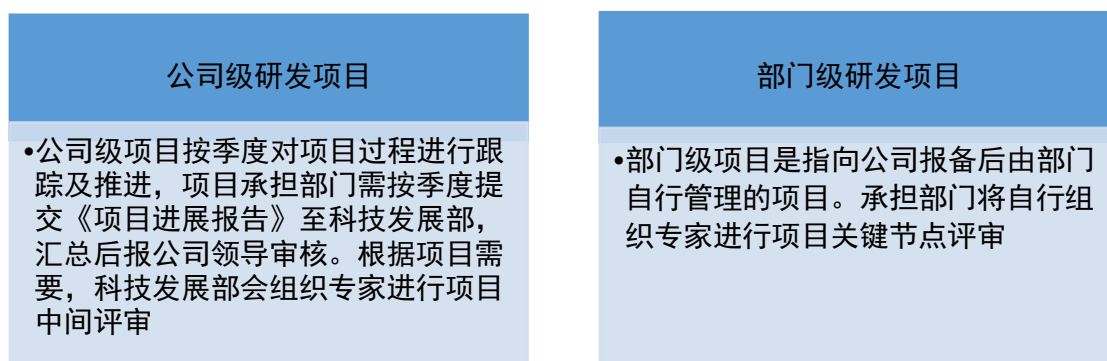 公司级研发项目
•公司级项目按季度对项目过程进行跟
踪及推进，项目承担部门需按季度提
交《项目进展报告》至科技发展部，
汇总后报公司领导审核。根据项目需
要，科技发展部会组织专家进行项目
中间评审
部门级研发项目
•部门级项目是指向公司报备后由部门
自行管理的项目。承担部门将自行组
织专家进行项目关键节点评审